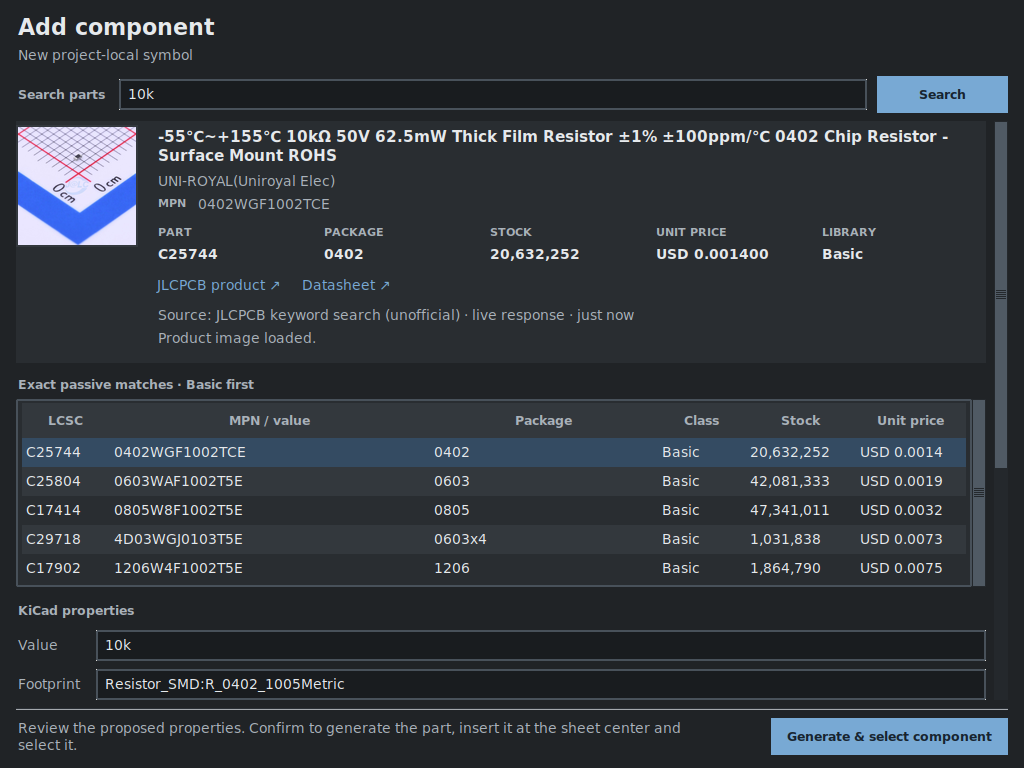 Add component
New project-local symbol
Search parts 10k Search
-55°C~+155°C 10kΩ 50V 62.5mW Thick Film Resistor ±1% ±100ppm/°C 0402 Chip Resistor -
Surface Mount ROHS
UNI-ROYAL(Uniroyal Elec)
MPN 0402WGF1002TCE
PART PACKAGE STOCK UNIT PRICE LIBRARY
C25744 0402 20,632,252 USD 0.001400 Basic
0cm 0cm
JLCPCB product ↗ Datasheet ↗
Source: JLCPCB keyword search (unofficial) · live response · just now
Product image loaded.
Exact passive matches · Basic first
LCSC MPN / value Package Class Stock Unit price
C25744 0402WGF1002TCE 0402 Basic 20,632,252 USD 0.0014
C25804 0603WAF1002T5E 0603 Basic 42,081,333 USD 0.0019
C17414 0805W8F1002T5E 0805 Basic 47,341,011 USD 0.0032
C29718 4D03WGJ0103T5E 0603x4 Basic 1,031,838 USD 0.0073
C17902 1206W4F1002T5E 1206 Basic 1,864,790 USD 0.0075
KiCad properties
Value 10k
Footprint Resistor_SMD:R_0402_1005Metric
Review the proposed properties. Confirm to generate the part, insert it at the sheet center and
select it.
Generate & select component